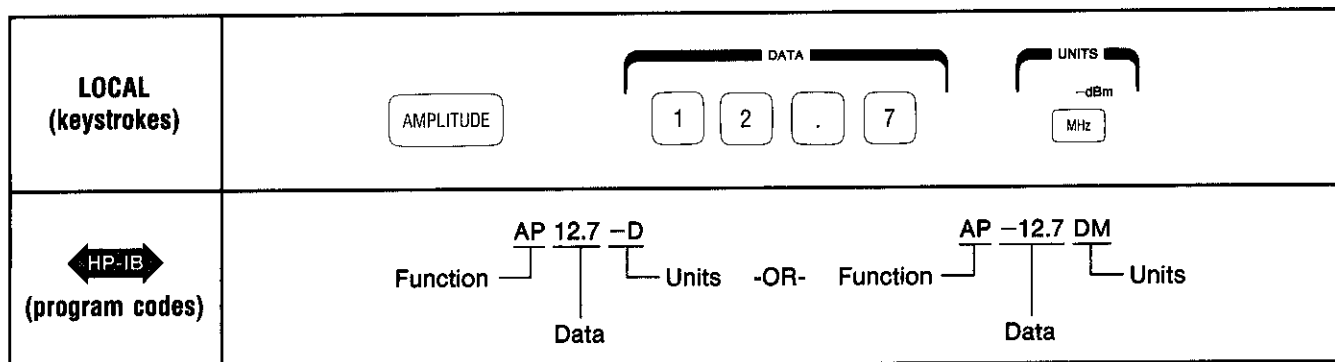 LOCAL
(keystrokes)
DATA
UNITS
−dBm
AMPLITUDE
1 2 . 7
MHz
HP-IB
(program codes)
AP 12.7 −D
Function
Units
Data
-OR-
AP −12.7 DM
Function
Units
Data